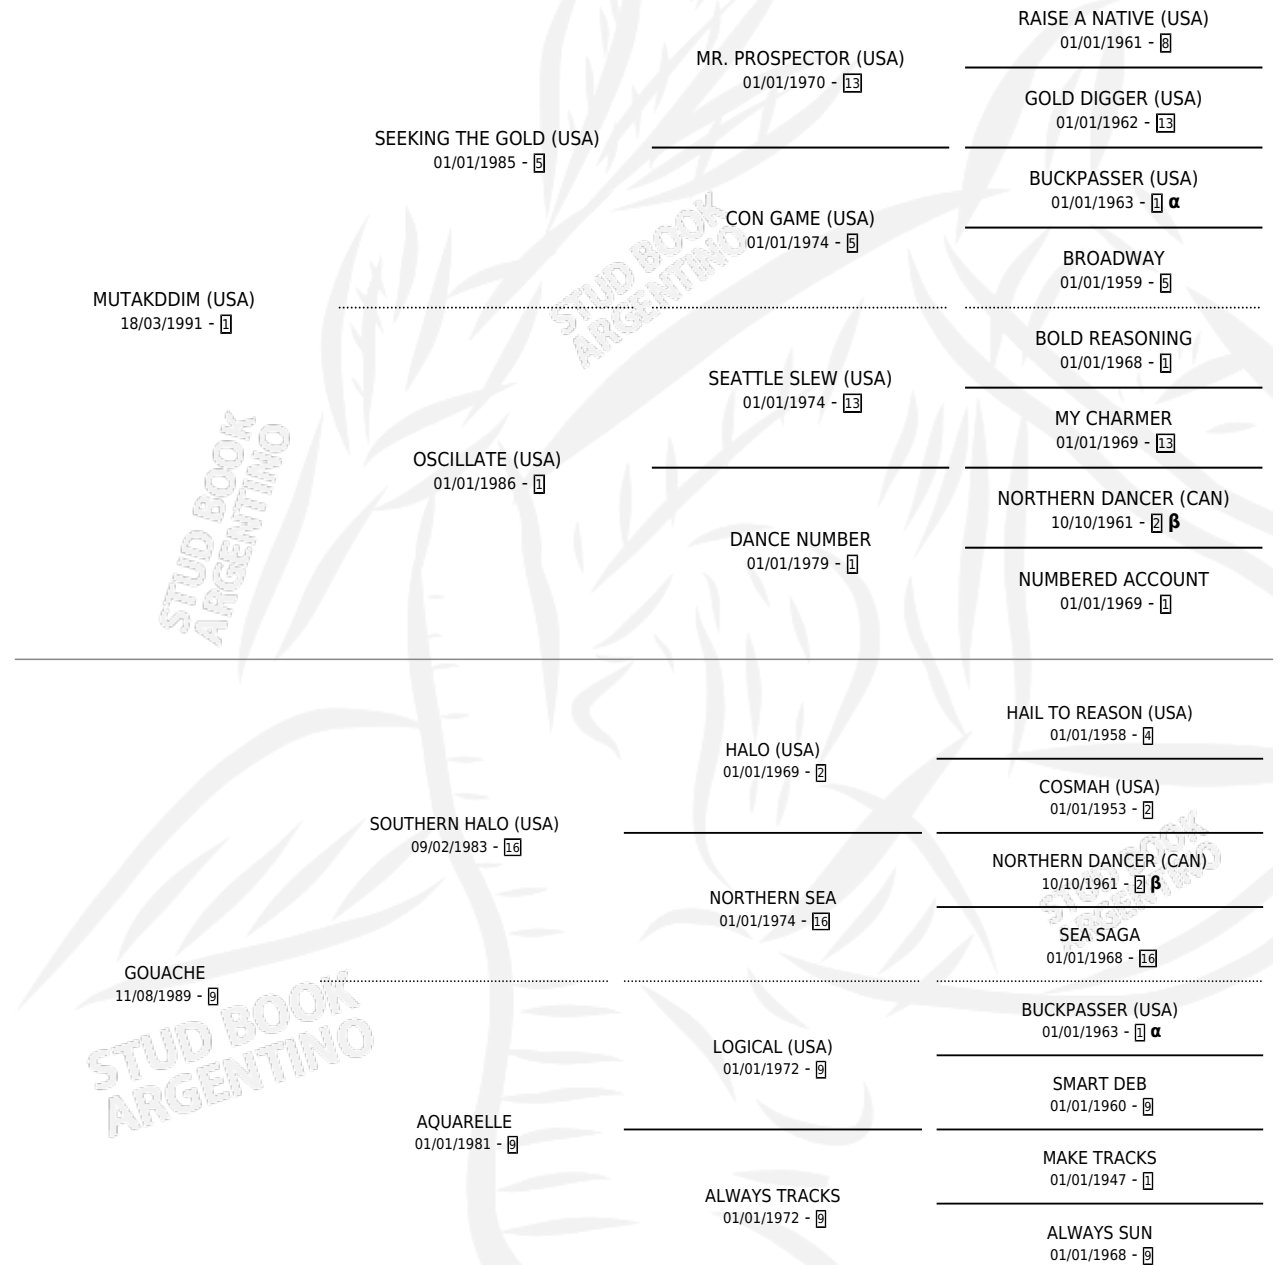 RAISE A NATIVE (USA)
01/01/1961 - 8
MR. PROSPECTOR (USA)
01/01/1970 - 13
GOLD DIGGER (USA)
01/01/1962 - 13
SEEKING THE GOLD (USA)
01/01/1985 - 5
BUCKPASSER (USA)
01/01/1963 - 1 α
CON GAME (USA)
01/01/1974 - 5
BROADWAY
01/01/1959 - 5
MUTAKDDIM (USA)
18/03/1991 - 1
BOLD REASONING
01/01/1968 - 1
SEATTLE SLEW (USA)
01/01/1974 - 13
MY CHARMER
01/01/1969 - 13
OSCILLATE (USA)
01/01/1986 - 1
NORTHERN DANCER (CAN)
10/10/1961 - 2 β
DANCE NUMBER
01/01/1979 - 1
NUMBERED ACCOUNT
01/01/1969 - 1
HAIL TO REASON (USA)
01/01/1958 - 4
HALO (USA)
01/01/1969 - 2
COSMAH (USA)
01/01/1953 - 2
SOUTHERN HALO (USA)
09/02/1983 - 16
NORTHERN DANCER (CAN)
10/10/1961 - 2 β
NORTHERN SEA
01/01/1974 - 16
SEA SAGA
01/01/1968 - 16
GOUACHE
11/08/1989 - 9
BUCKPASSER (USA)
01/01/1963 - 1 α
LOGICAL (USA)
01/01/1972 - 9
SMART DEB
01/01/1960 - 9
AQUARELLE
01/01/1981 - 9
MAKE TRACKS
01/01/1947 - 1
ALWAYS TRACKS
01/01/1972 - 9
ALWAYS SUN
01/01/1968 - 9
STUD BOOK
ARGENTINO
STUD BOOK
ARGENTINO
STUD BOOK
ARGENTINO
STUD BOOK
ARGENTINO